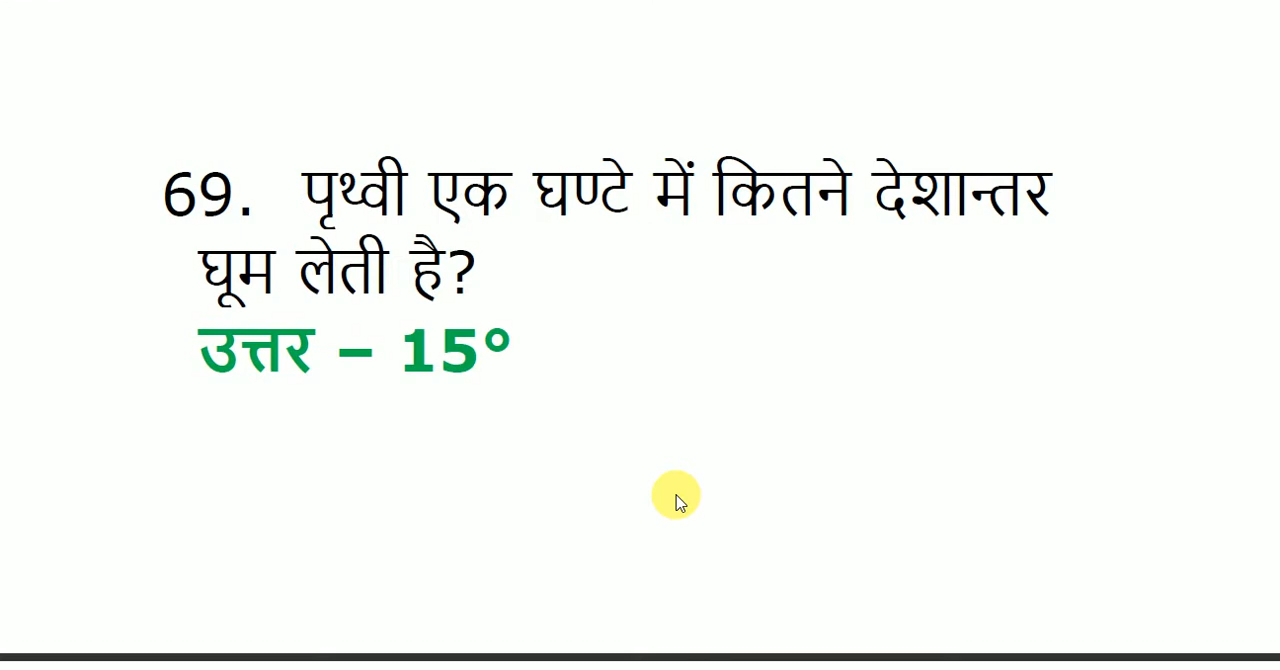 69. पृथ्वी एक घण्टे में कितने देशान्तर
घूम लेती है?
उत्तर – 15°